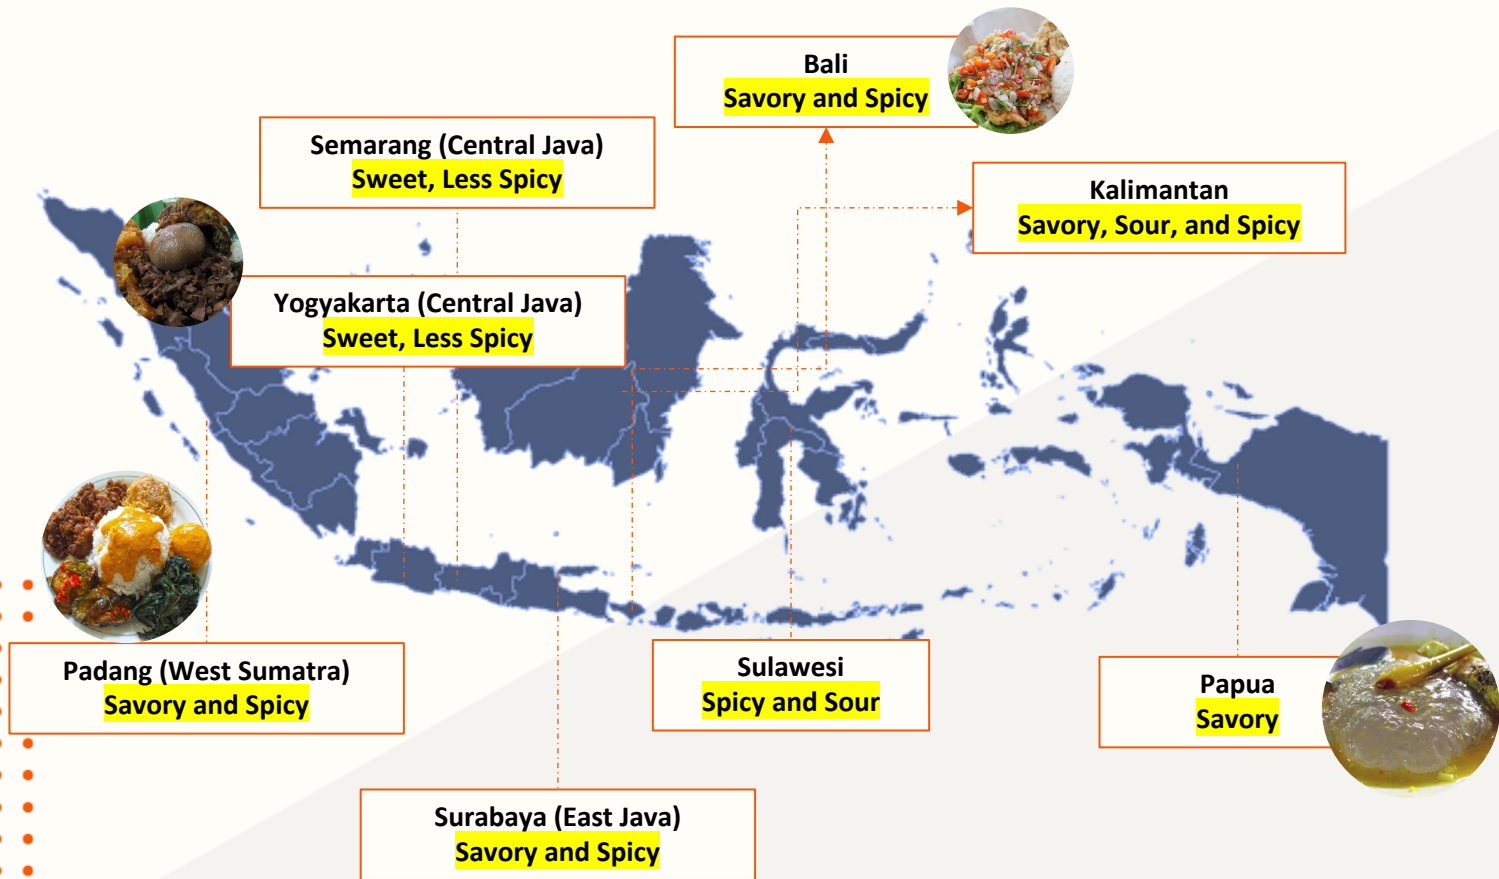 Bali
Savory and Spicy
Semarang (Central Java)
Sweet, Less Spicy
Kalimantan
Savory, Sour, and Spicy
Yogyakarta (Central Java)
Sweet, Less Spicy
Padang (West Sumatra)
Savory and Spicy
Sulawesi
Spicy and Sour
Papua
Savory
Surabaya (East Java)
Savory and Spicy